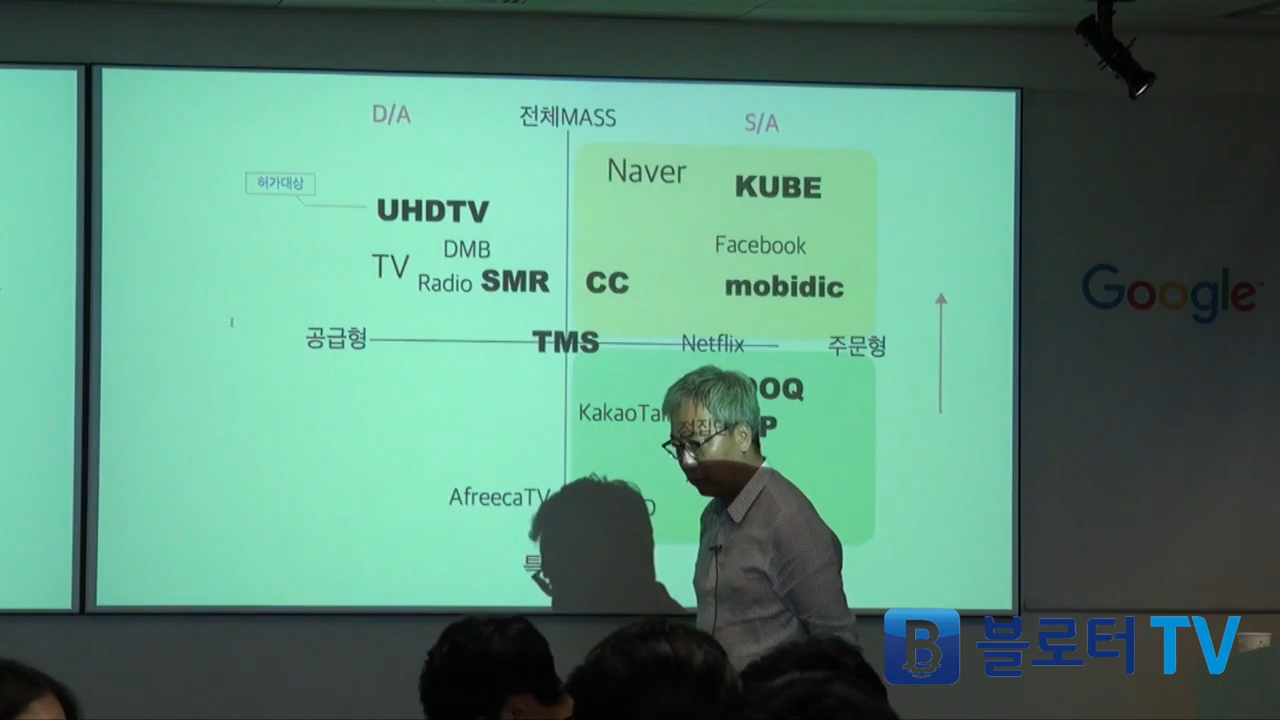 D/A
전체MASS
S/A
Naver
KUBE
허가대상
UHDTV
DMB
Facebook
TV
Radio
SMR
CC
mobidic
Google
공급형
TMS
Netflix
주문형
OQ
KakaoTa
P
AfreecaTV
블로터TV